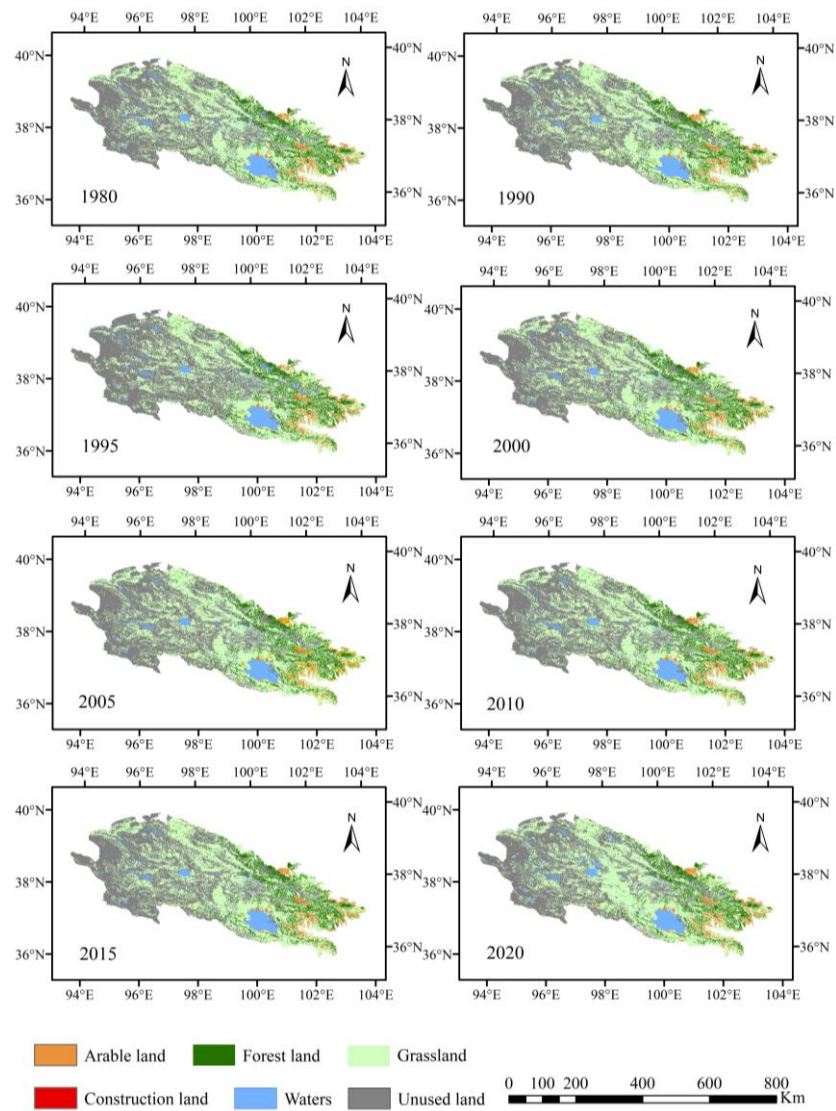 94°E 96°E 98°E 100°E 102°E 104°E
94°E 96°E 98°E 100°E 102°E 104°E
40°N 40°N 40°N 40°N
N N
38°N 38°N 38°N 38°N
36°N 36°N 36°N 36°N
1980 1990
94°E 96°E 98°E 100°E 102°E 104°E
94°E 96°E 98°E 100°E 102°E 104°E
94°E 96°E 98°E 100°E 102°E 104°E
94°E 96°E 98°E 100°E 102°E 104°E
40°N 40°N 40°N 40°N
N N
38°N 38°N 38°N 38°N
36°N 36°N 36°N 36°N
1995 2000
94°E 96°E 98°E 100°E 102°E 104°E
94°E 96°E 98°E 100°E 102°E 104°E
94°E 96°E 98°E 100°E 102°E 104°E
94°E 96°E 98°E 100°E 102°E 104°E
40°N 40°N 40°N 40°N
N N
38°N 38°N 38°N 38°N
36°N 36°N 36°N 36°N
2005 2010
94°E 96°E 98°E 100°E 102°E 104°E
94°E 96°E 98°E 100°E 102°E 104°E
94°E 96°E 98°E 100°E 102°E 104°E
94°E 96°E 98°E 100°E 102°E 104°E
40°N 40°N 40°N 40°N
N N
38°N 38°N 38°N 38°N
36°N 36°N 36°N 36°N
2015 2020
94°E 96°E 98°E 100°E 102°E 104°E
94°E 96°E 98°E 100°E 102°E 104°E
Arable land Forest land Grassland
Construction land Waters Unused land
0 100 200 400 600 800
Km